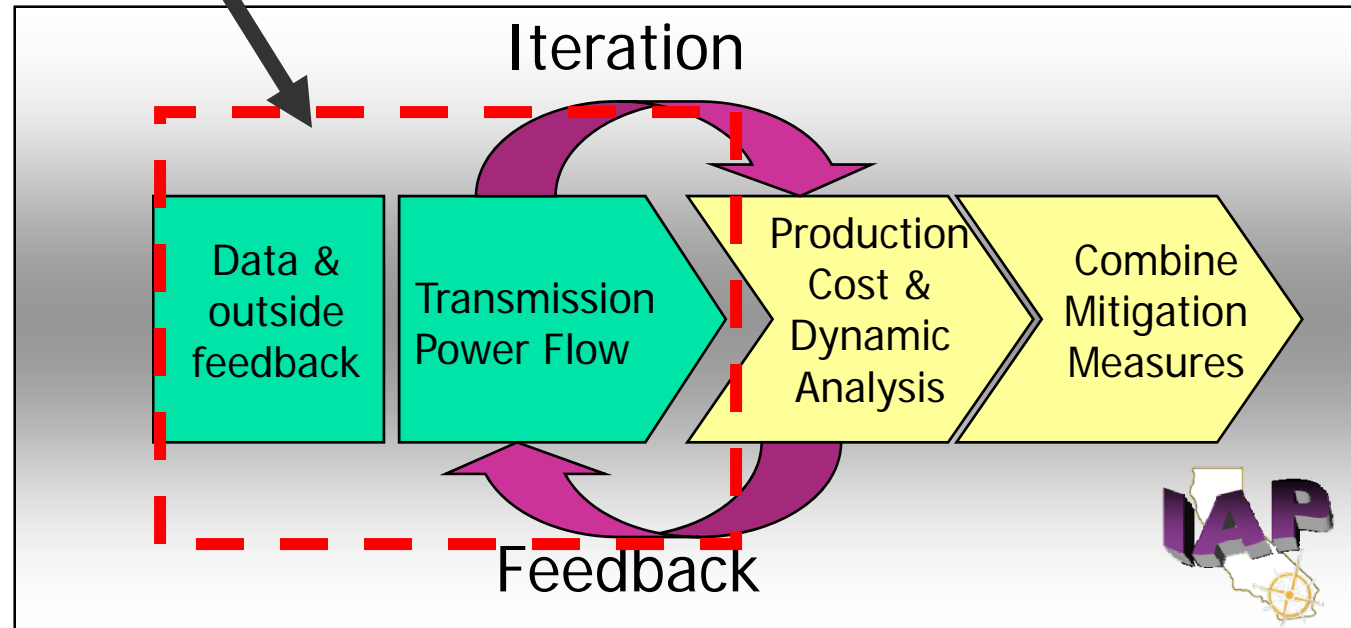 Iteration
Data &
outside
feedback
Transmission
Power Flow
Production
Cost &
Dynamic
Analysis
Combine
Mitigation
Measures
Feedback
IAP